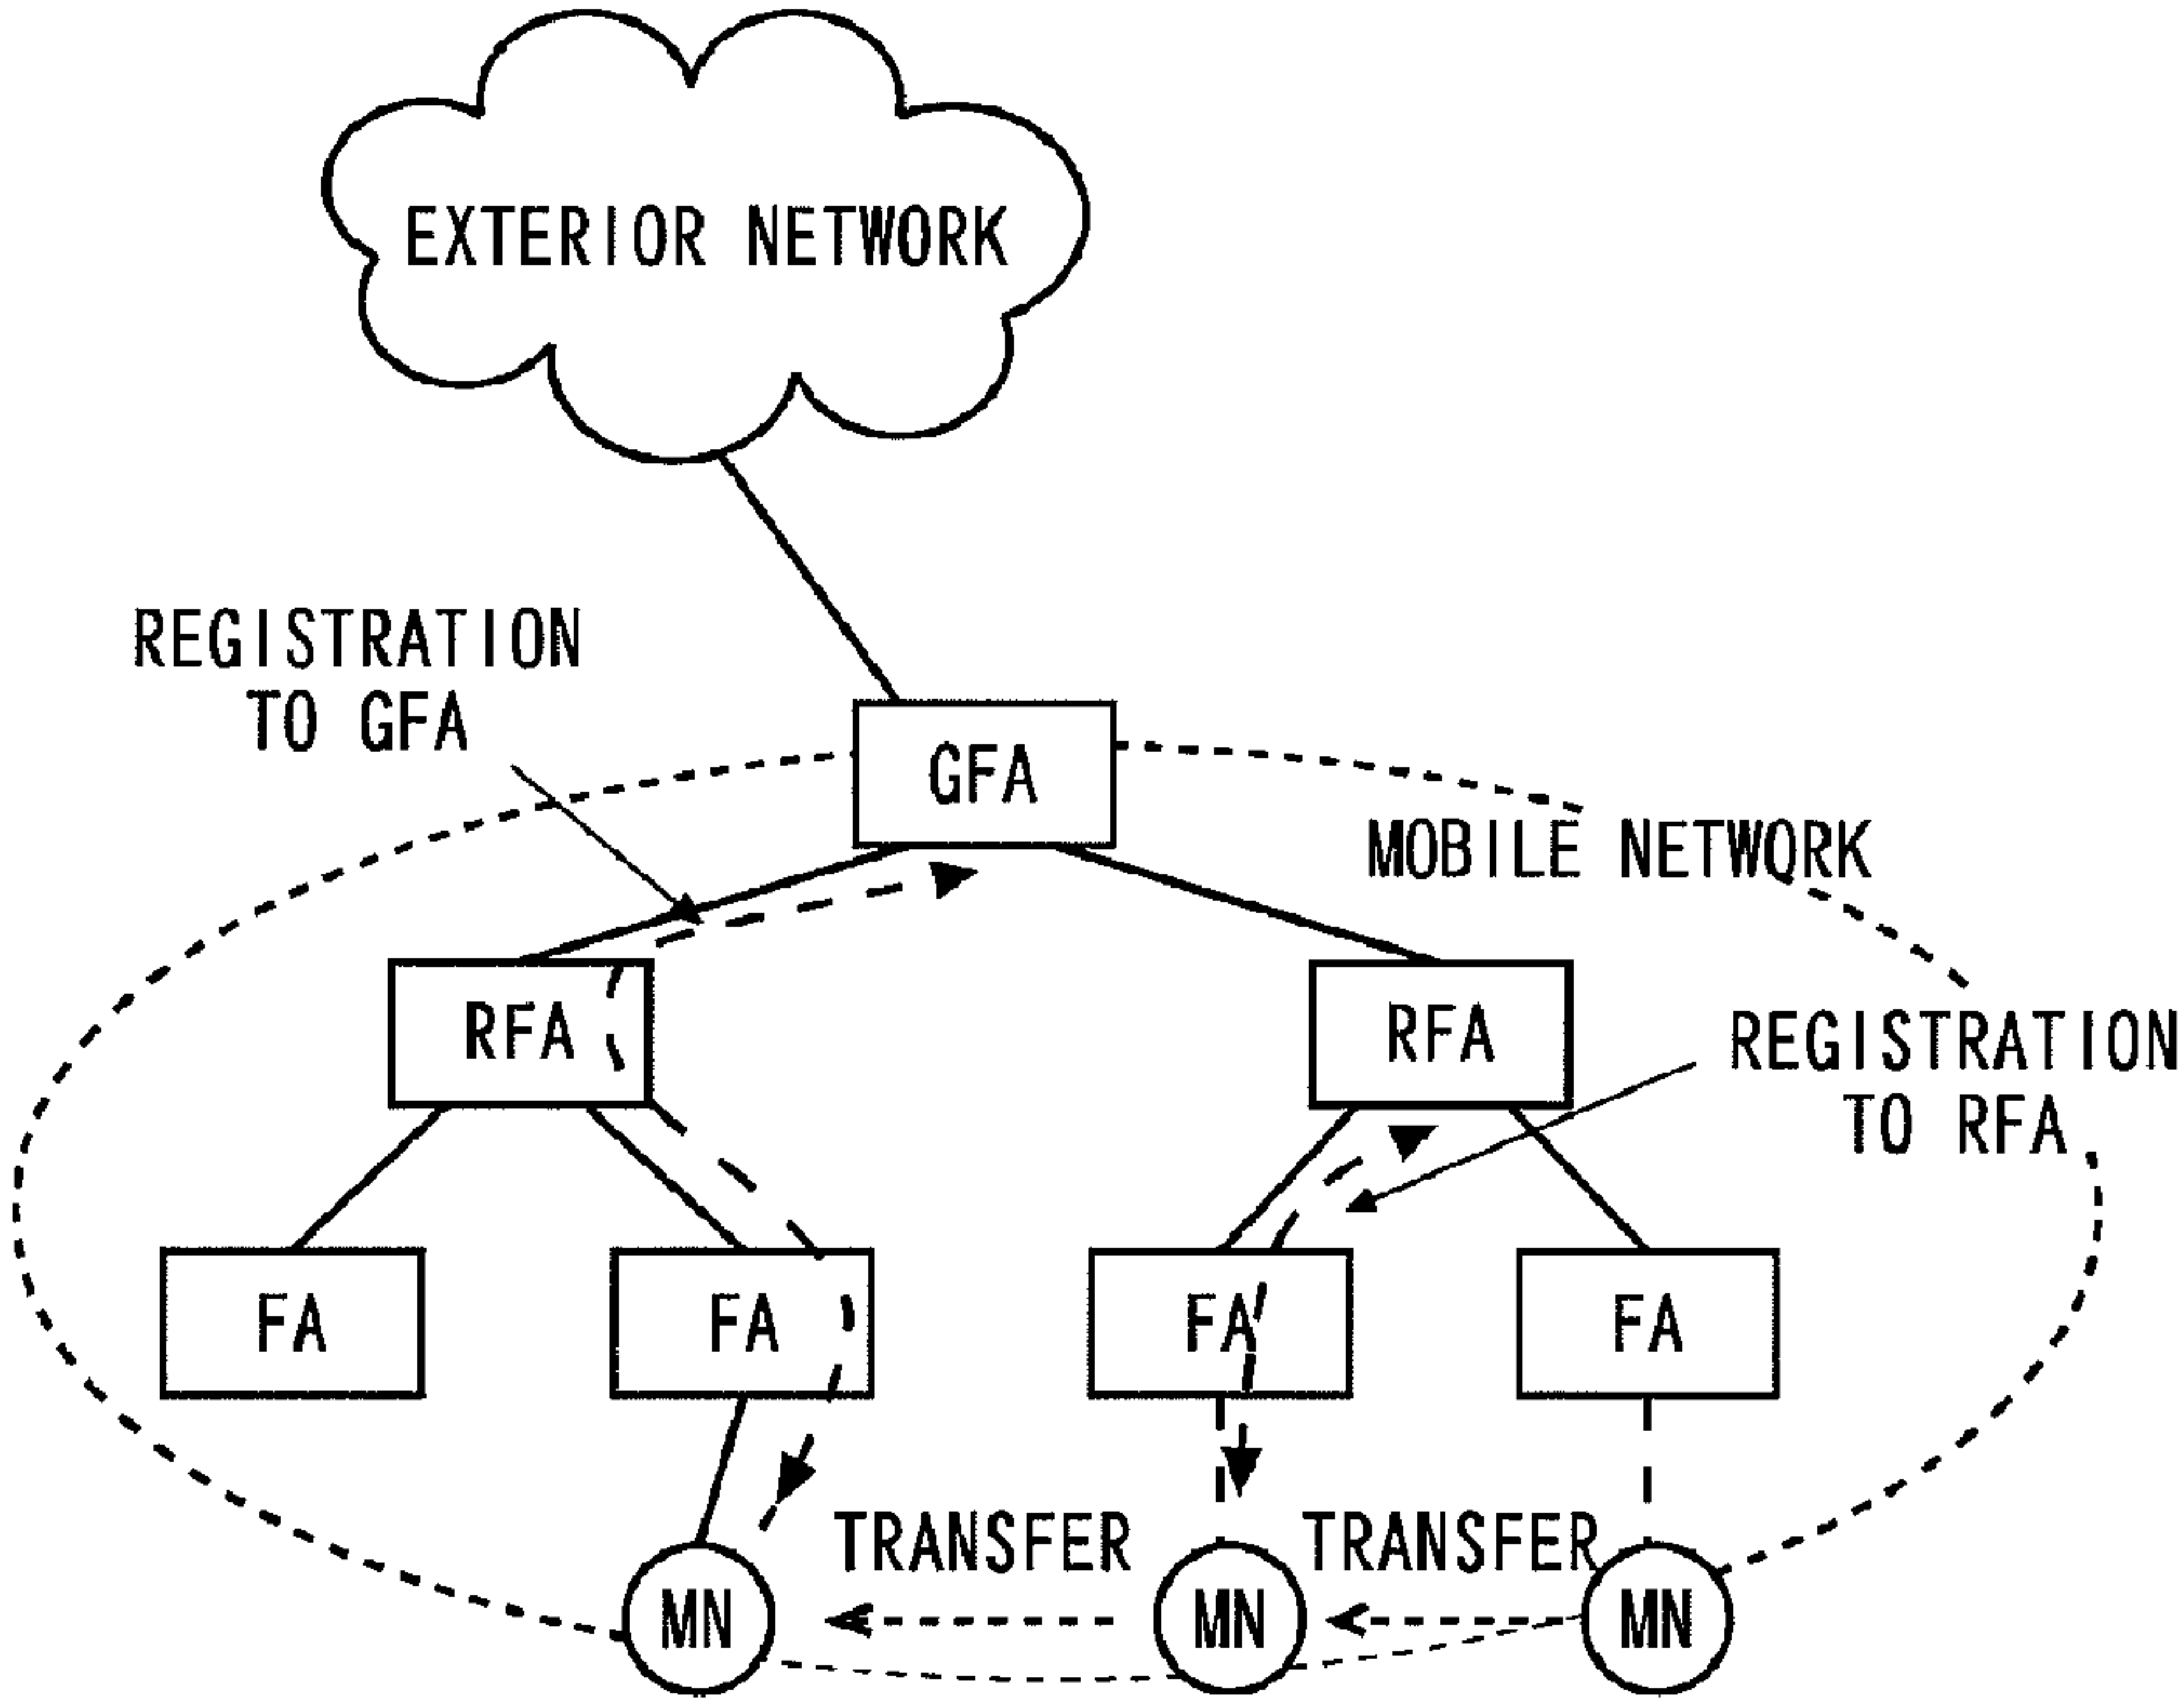 EXTERIOR NETWORK
REGISTRATION
TO GFA
GFA
MOBILE NETWORK
RFA
RFA
REGISTRATION
TO RFA
FA
FA
FA
FA
TRANSFER
TRANSFER
MN
MN
MN